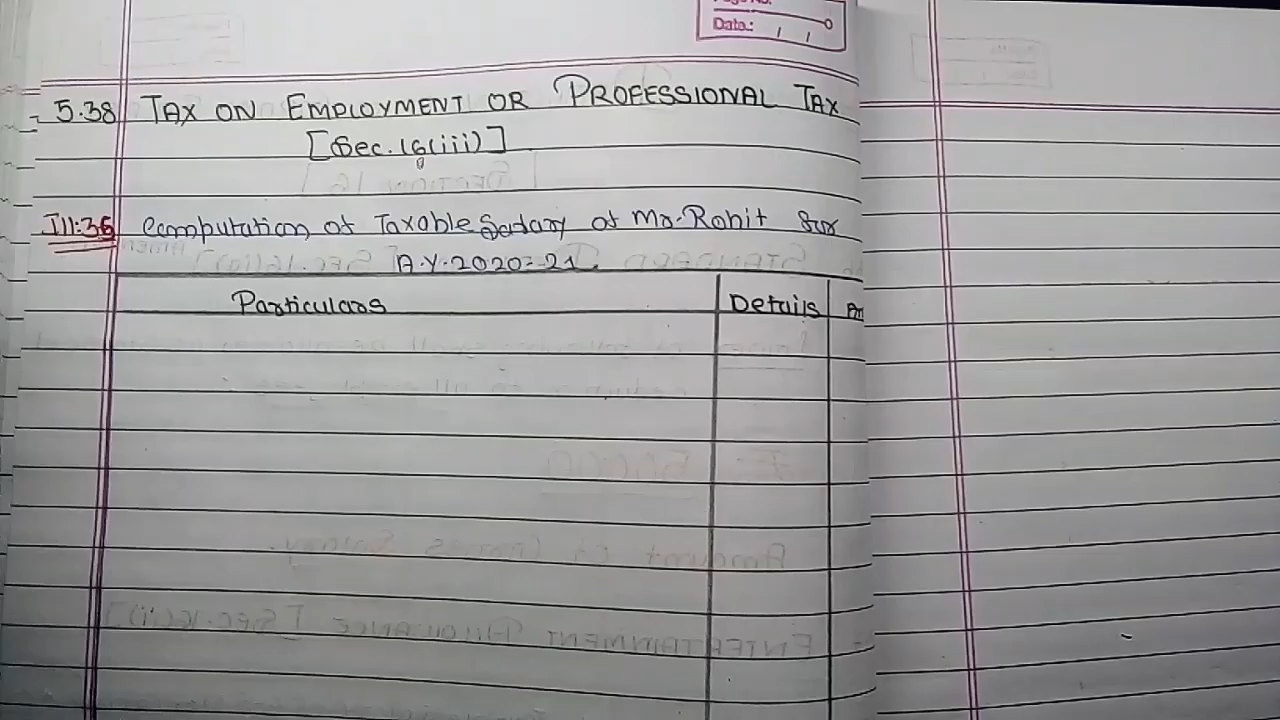 Date:
5.38 TAX ON EMPLOYMENT OR PROFESSIONAL TAX
[Sec. 16(iii)]
Ill:36 Computation of Taxable Salary of Mr. Rohit for
A.Y. 2020-21.
Particulars Details